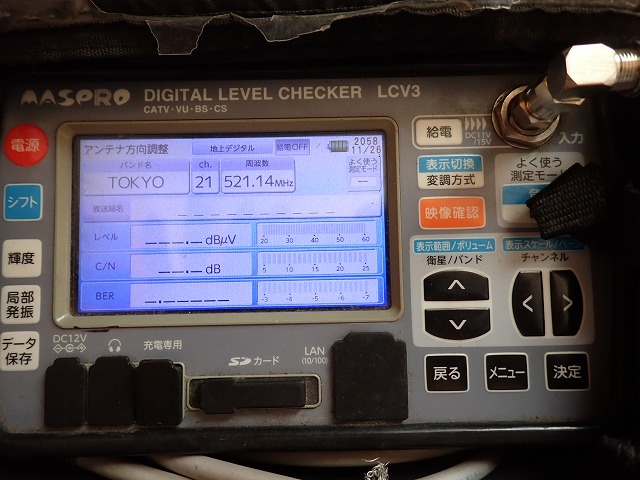 MASPRO DIGITAL LEVEL CHECKER LCV3
CATV・VU・BS・CS
電源
シフト
輝度
局部
発振
データ
保存
アンテナ方向調整
地上デジタル
給電OFF
2058
11/26
バンド名
TOKYO
ch.
21
周波数
521.14MHz
よく使う
測定モード
放送局名
レベル
dBμV
20 30 40 50 60
C/N
dB
5 10 15 20 25
BER
-3 -4 -5 -6 -7
給電
DC11V
/15V
入力
表示切換
変調方式
よく使う
測定モード
映像確認
表示範囲/ボリューム
衛星/バンド
表示スケール/ページ
チャンネル
戻る
メニュー
決定
DC12V
充電専用
SDカード
LAN
(10/100)